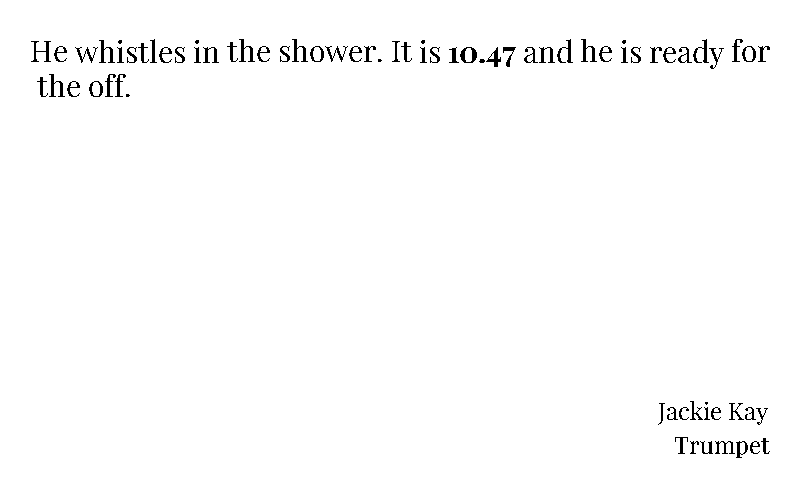 He whistles in the shower. It is 10.47 and he is ready for
the off.
Jackie Kay
Trumpet